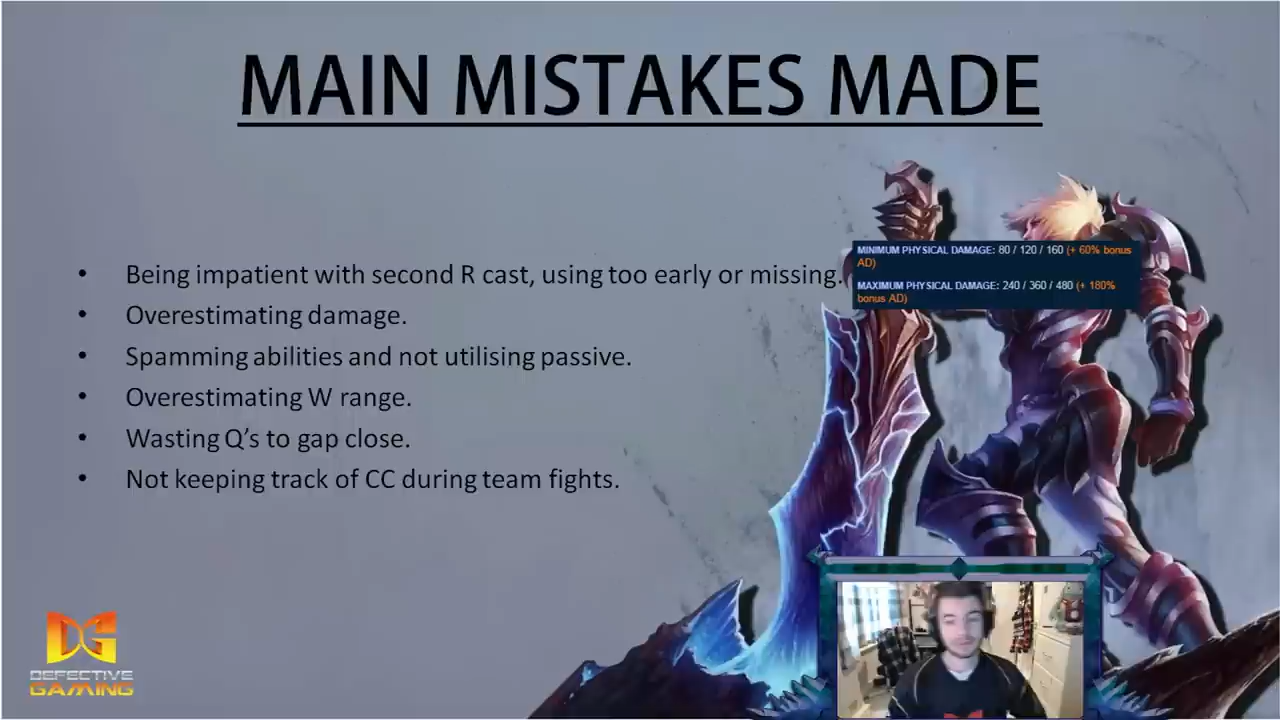 MAIN MISTAKES MADE
• Being impatient with second R cast, using too early or missing.
• Overestimating damage.
• Spamming abilities and not utilising passive.
• Overestimating W range.
• Wasting Q’s to gap close.
• Not keeping track of CC during team fights.
MINIMUM PHYSICAL DAMAGE: 80 / 120 / 160 (+ 60% bonus
AD)
MAXIMUM PHYSICAL DAMAGE: 240 / 360 / 480 (+ 180%
bonus AD)
DG
DEFECTIVE
GAMING